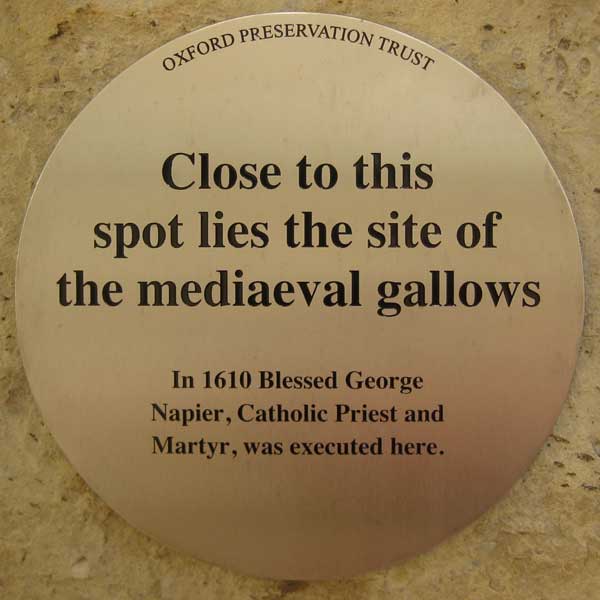 OXFORD PRESERVATION TRUST
Close to this
spot lies the site of
the mediaeval gallows
In 1610 Blessed George
Napier, Catholic Priest and
Martyr, was executed here.